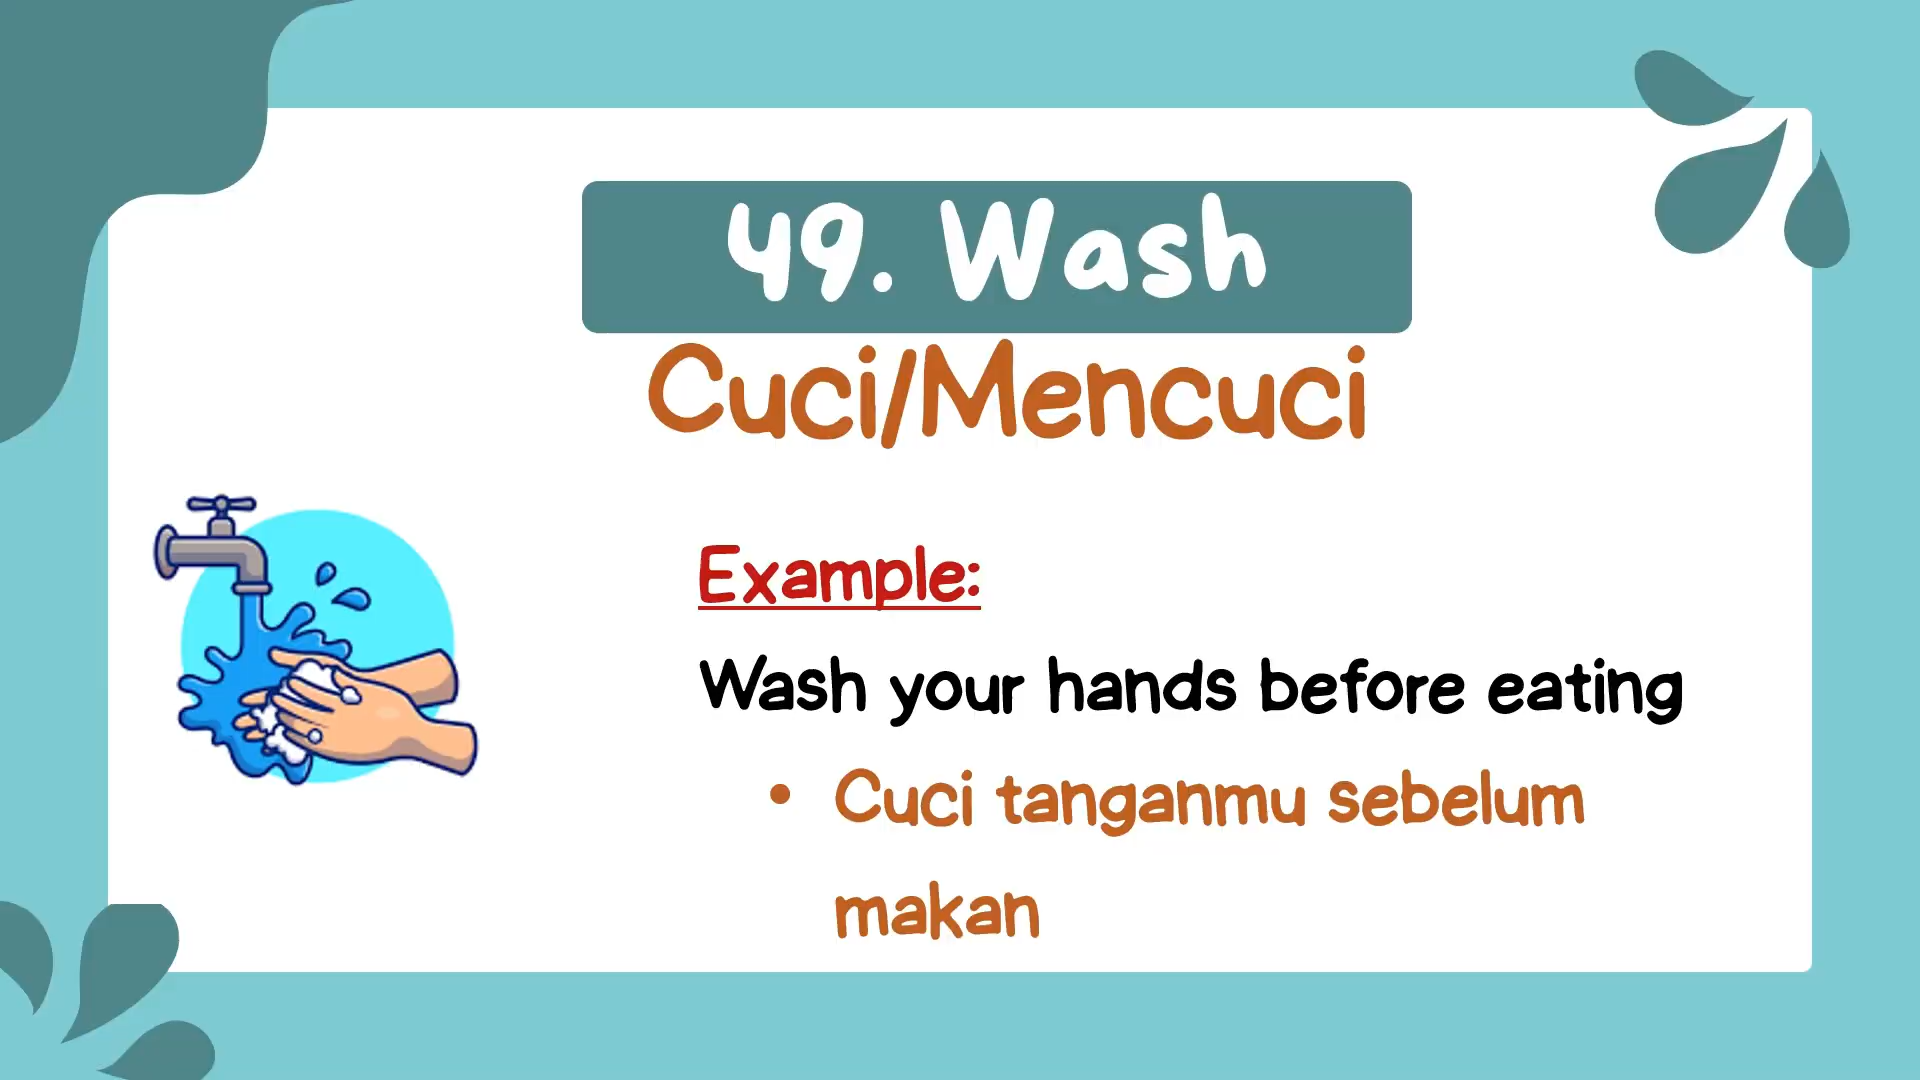 49. Wash
Cuci/Mencuci
Example:
Wash your hands before eating
• Cuci tanganmu sebelum
makan